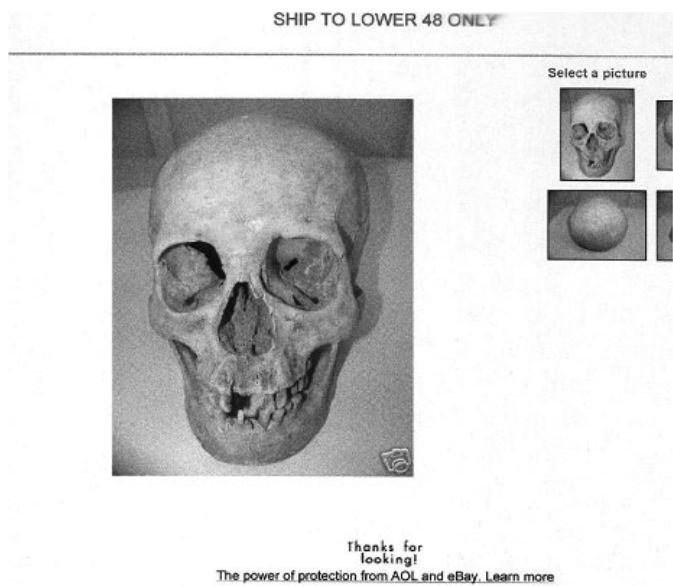 SHIP TO LOWER 48 ONLY
Select a picture
Thanks for
looking!
The power of protection from AOL and eBay. Learn more